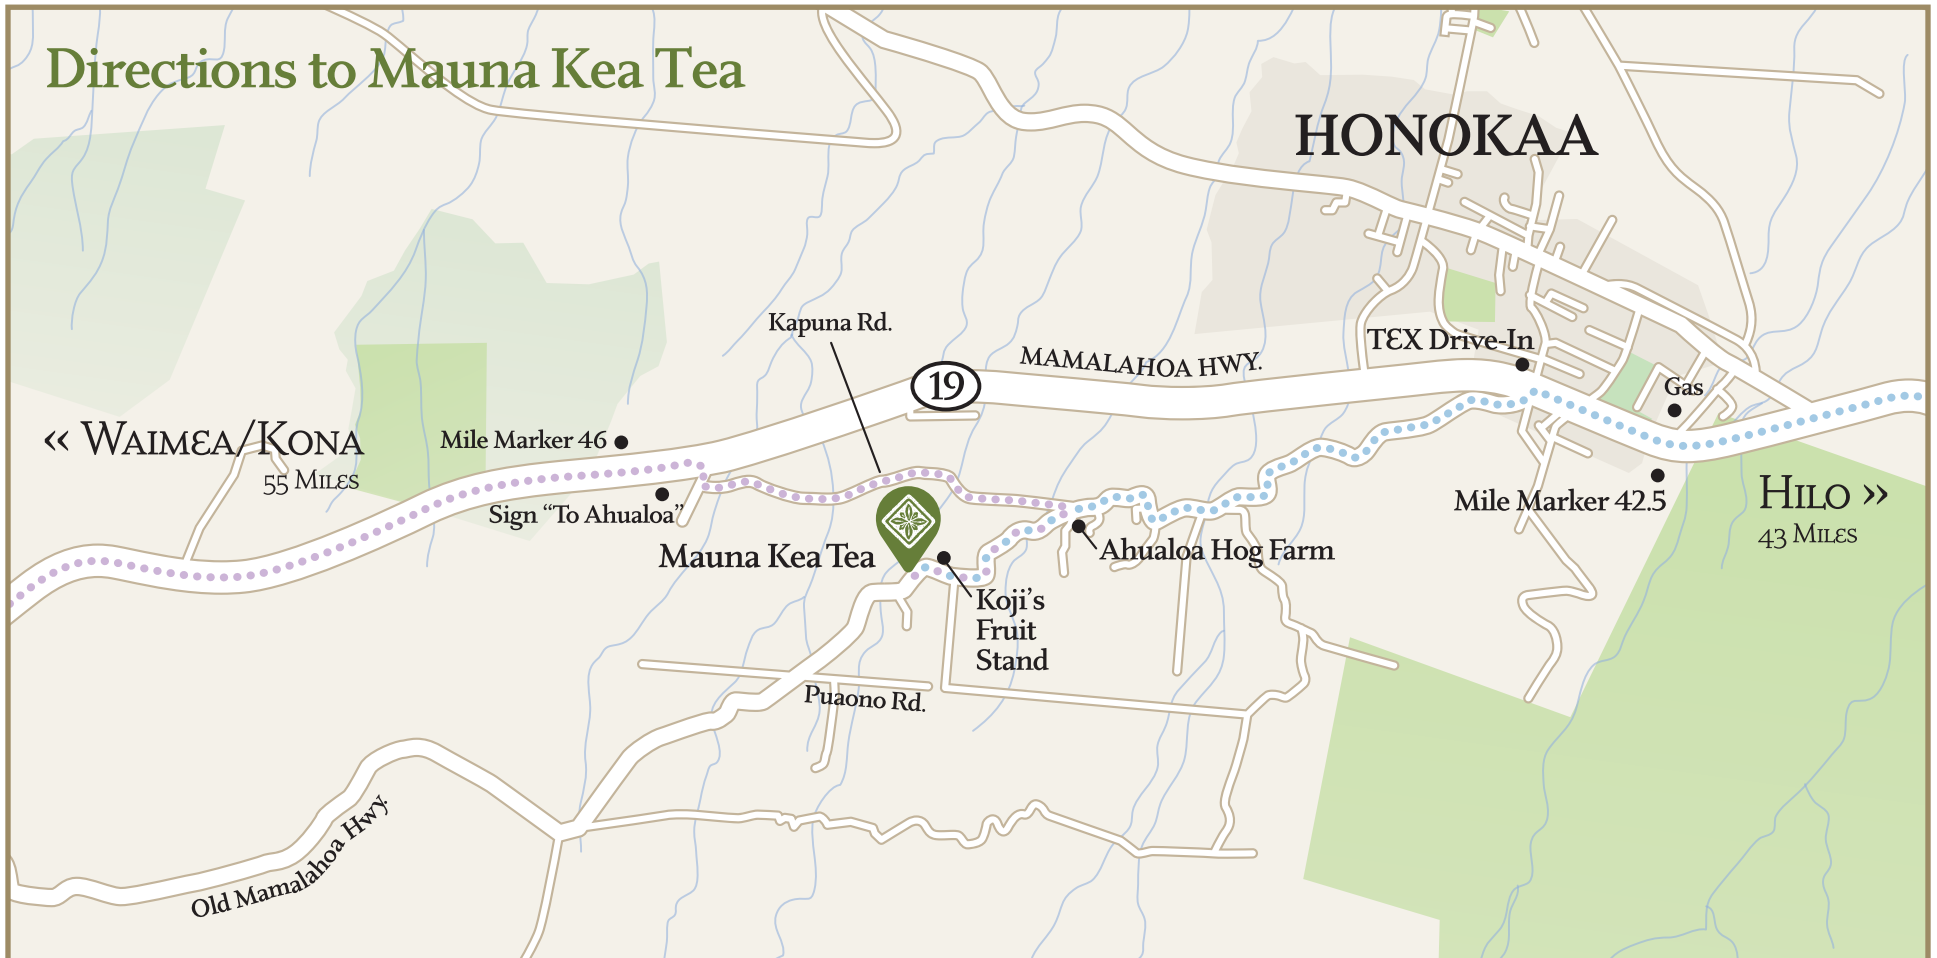 Directions to Mauna Kea Tea
HONOKAA
Kapuna Rd.
TEX Drive-In
MAMALAHOA HWY.
19
Gas
« WAIMEA/KONA
55 MILES
Mile Marker 46
Sign “To Ahualoa”
Mile Marker 42.5
HILO »
43 MILES
Mauna Kea Tea
Ahualoa Hog Farm
Koji’s
Fruit
Stand
Puaono Rd.
Old Mamalahoa Hwy.